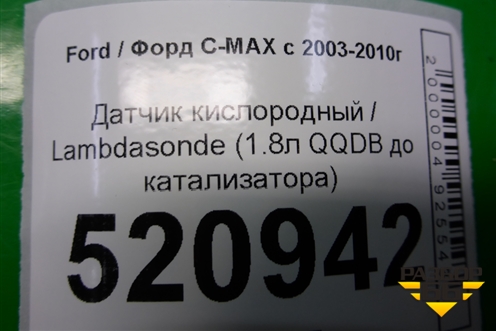 Ford / Форд C-MAX с 2003-2010г
Датчик кислородный /
Lambdasonde (1.8л QQDB до
катализатора)
520942